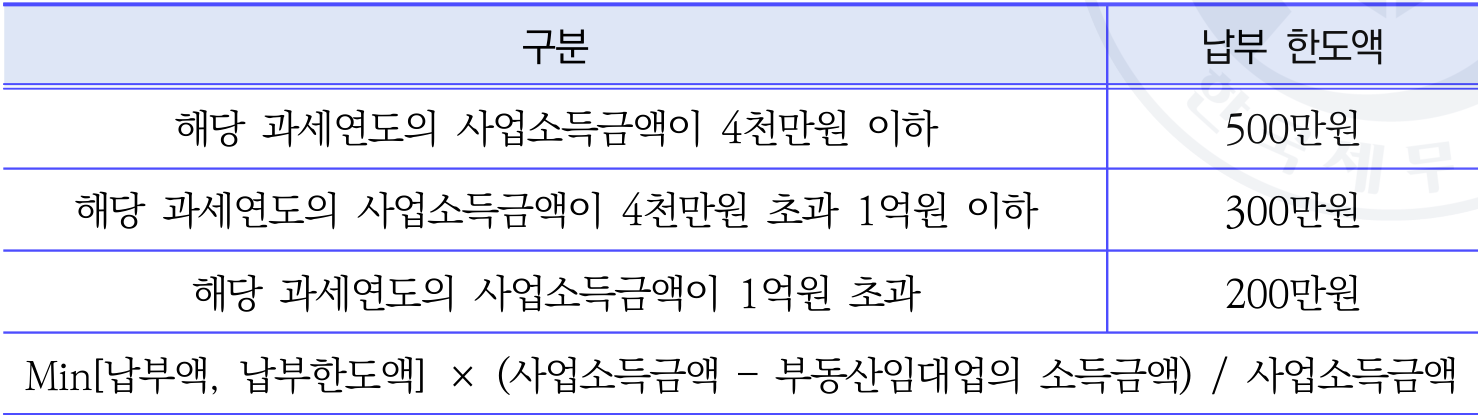 구분 납부 한도액
해당 과세연도의 사업소득금액이 4천만원 이하 500만원
해당 과세연도의 사업소득금액이 4천만원 초과 1억원 이하 300만원
해당 과세연도의 사업소득금액이 1억원 초과 200만원
Min[납부액, 납부한도액] × (사업소득금액 - 부동산임대업의 소득금액) / 사업소득금액
한국세무